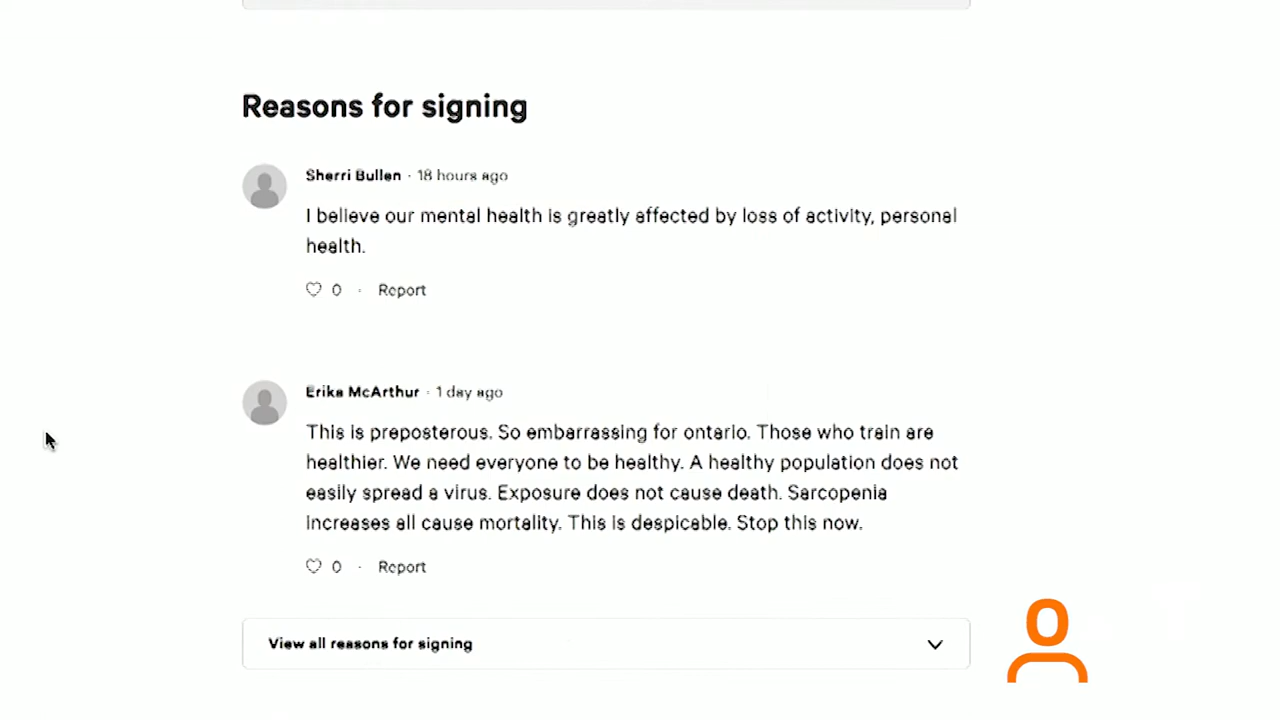 Reasons for signing
Sherri Bullen · 18 hours ago
I believe our mental health is greatly affected by loss of activity, personal
health.
0 · Report
Erika McArthur · 1 day ago
This is preposterous. So embarrassing for ontario. Those who train are
healthier. We need everyone to be healthy. A healthy population does not
easily spread a virus. Exposure does not cause death. Sarcopenia
increases all cause mortality. This is despicable. Stop this now.
0 · Report
View all reasons for signing